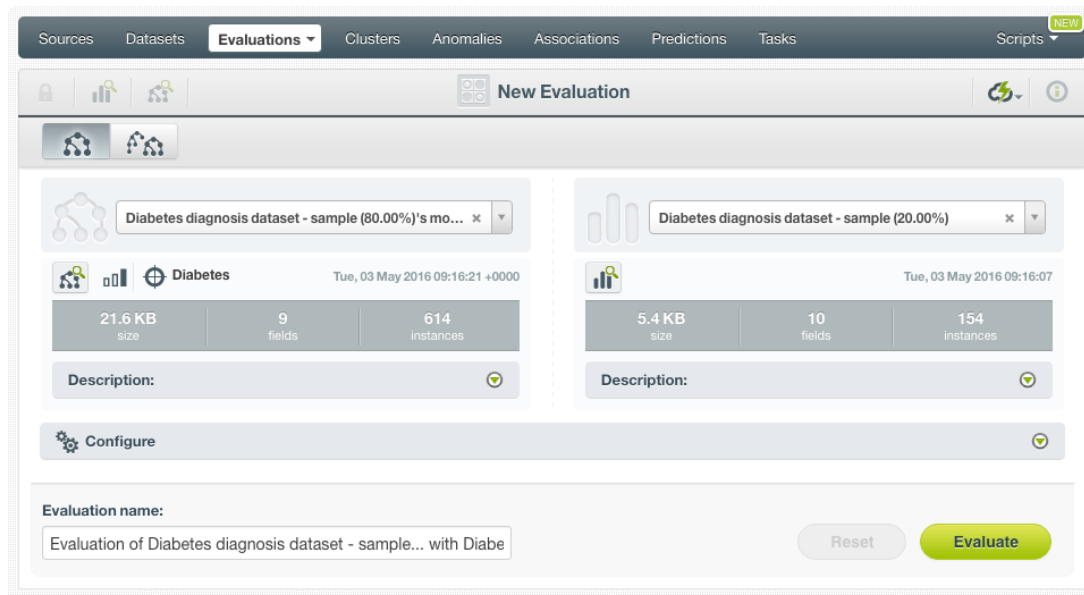 Sources Datasets Evaluations Clusters Anomalies Associations Predictions Tasks Scripts NEW
New Evaluation
Diabetes diagnosis dataset - sample (80.00%)'s mo... Diabetes diagnosis dataset - sample (20.00%)
Diabetes Tue, 03 May 2016 09:16:21 +0000 Tue, 03 May 2016 09:16:07
21.6 KB 9 614 5.4 KB 10 154
size fields instances size fields instances
Description: Description:
Configure
Evaluation name:
Evaluation of Diabetes diagnosis dataset - sample... with Diabe Reset Evaluate